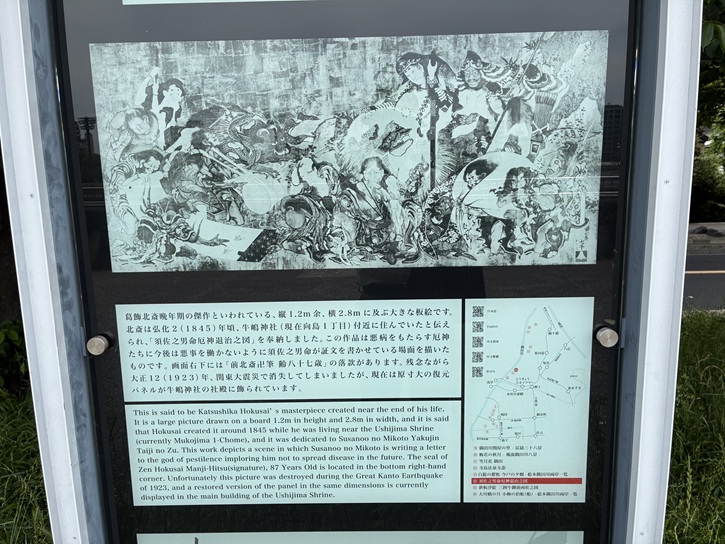 葛飾北斎晩年期の傑作といわれている、縦1.2m余、横2.8mに及ぶ大きな板絵です。
北斎は弘化2（1845）年頃、牛嶋神社（現在向島1丁目）付近に住んでいたと伝え
られ、「須佐之男命厄神退治之図」を奉納しました。この作品は悪病をもたらす厄神
たちに今後は悪事を働かないように須佐之男命が証文を書かせている場面を描いた
ものです。画面右下には「前北斎卍筆 齢八十七歳」の落款があります。残念ながら
大正12（1923）年、関東大震災で消失してしまいましたが、現在は原寸大の復元
パネルが牛嶋神社の社殿に飾られています。
This is said to be Katsushika Hokusai's masterpiece created near the end of his life.
It is a large picture drawn on a board 1.2m in height and 2.8m in width, and it is said
that Hokusai created it around 1845 while he was living near the Ushijima Shrine
(currently Mukojima 1-Chome), and it was dedicated to Susanoo no Mikoto Yakujin
Taiji no Zu. This work depicts a scene in which Susanoo no Mikoto is writing a letter
to the god of pestilence imploring him not to spread disease in the future. The seal of
Zen Hokusai Manji-Hitsu(signature), 87 Years Old is located in the bottom right-hand
corner. Unfortunately this picture was destroyed during the Great Kanto Earthquake
of 1923, and a restored version of the panel in the same dimensions is currently
displayed in the main building of the Ushijima Shrine.
日本語
English
須佐之男命厄神退治之図